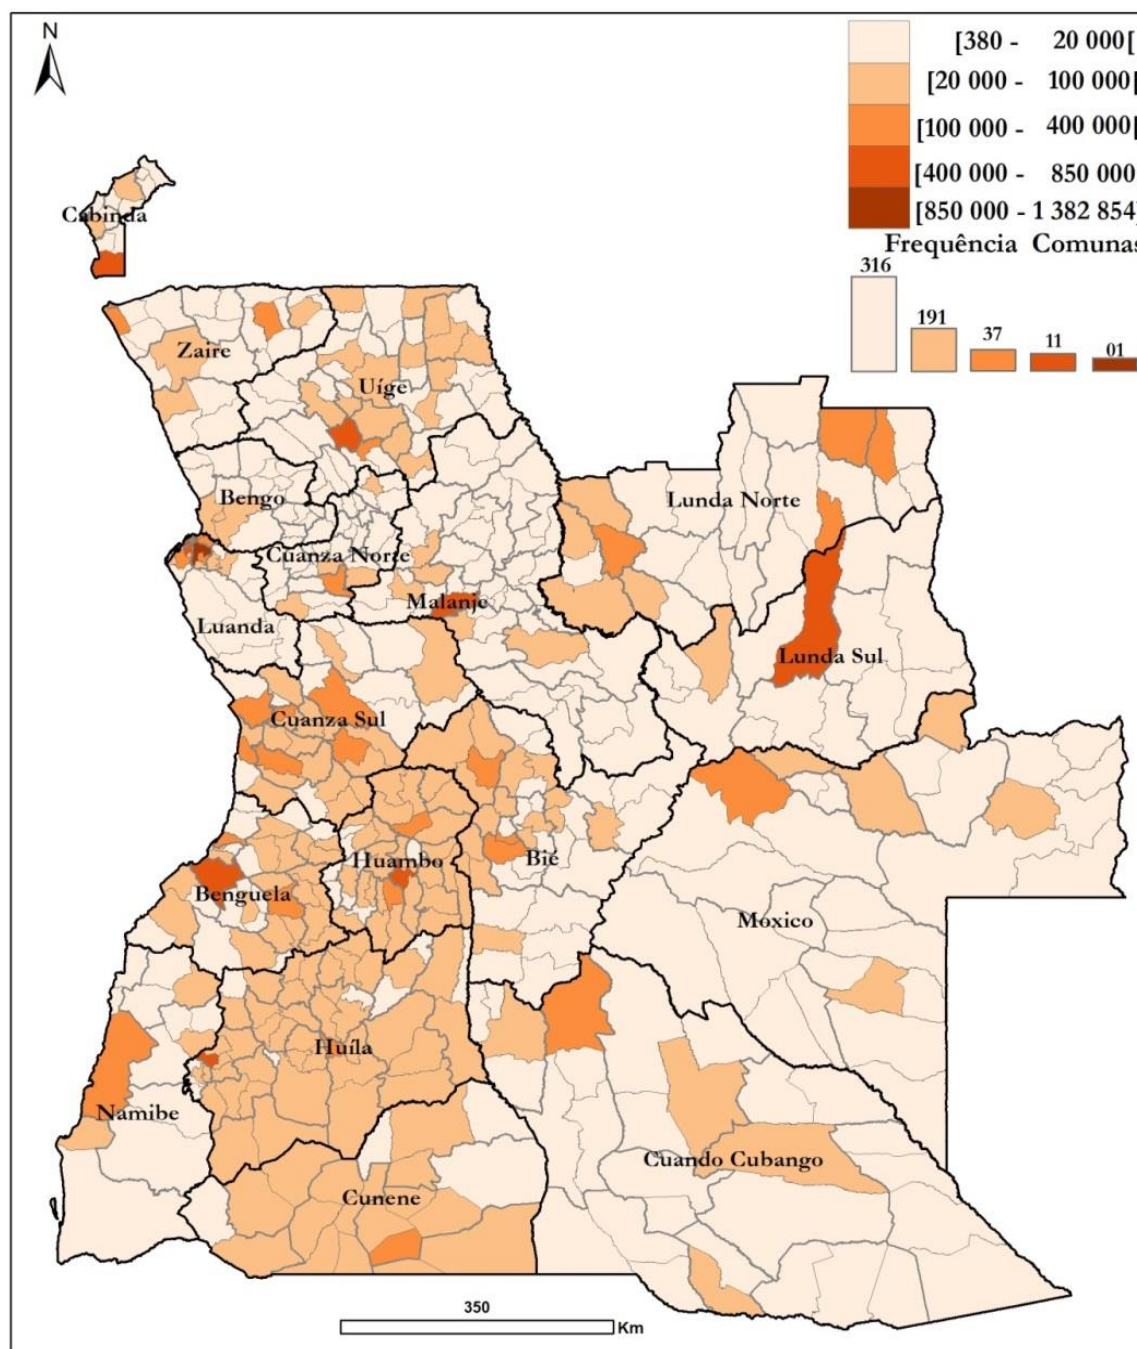 N
[380 - 20 000[
[20 000 - 100 000[
[100 000 - 400 000[
[400 000 - 850 000
[850 000 - 1 382 854]
Frequência Comunas
316
191
37
11
01
Cabinda
Zaire
Uíge
Bengo
Lunda Norte
Cuanza Norte
Malanje
Luanda
Lunda Sul
Cuanza Sul
Huambo
Bié
Benguela
Moxico
Huíla
Namibe
Cuando Cubango
Cunene
350
Km